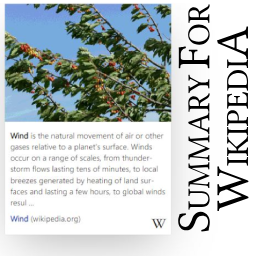 Wind is the natural movement of air or other
gases relative to a planet's surface. Winds
occur on a range of scales, from thunder-
storm flows lasting tens of minutes, to local
breezes generated by heating of land sur-
faces and lasting a few hours, to global winds
resul ...
Wind (wikipedia.org)
W
SUMMARY FOR
WIKIPEDIA